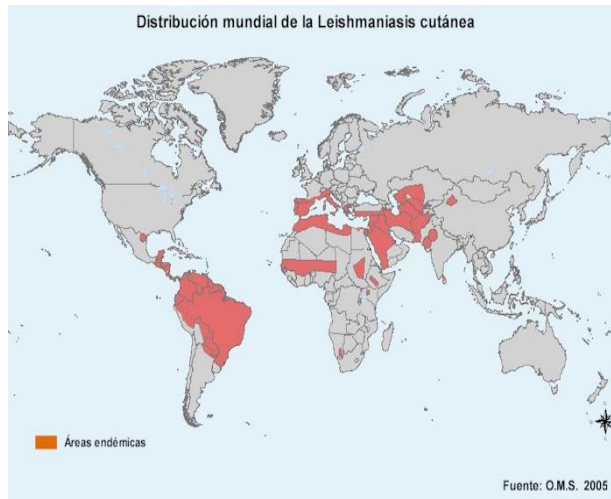 Distribución mundial de la Leishmaniasis cutánea
Áreas endémicas
Fuente: O.M.S. 2005